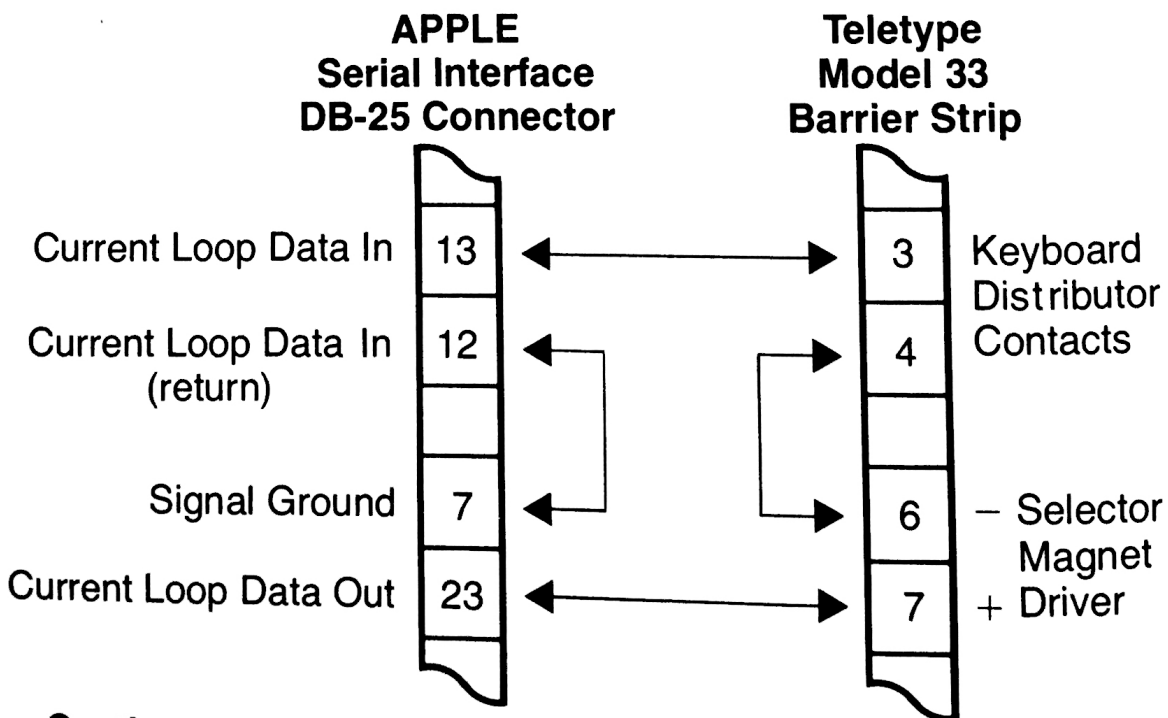 APPLE
Serial Interface
DB-25 Connector
Teletype
Model 33
Barrier Strip
Current Loop Data In
13
3
Keyboard
Distributor
Contacts
Current Loop Data In
(return)
12
4
Signal Ground
7
6
– Selector
Magnet
+ Driver
Current Loop Data Out
23
7